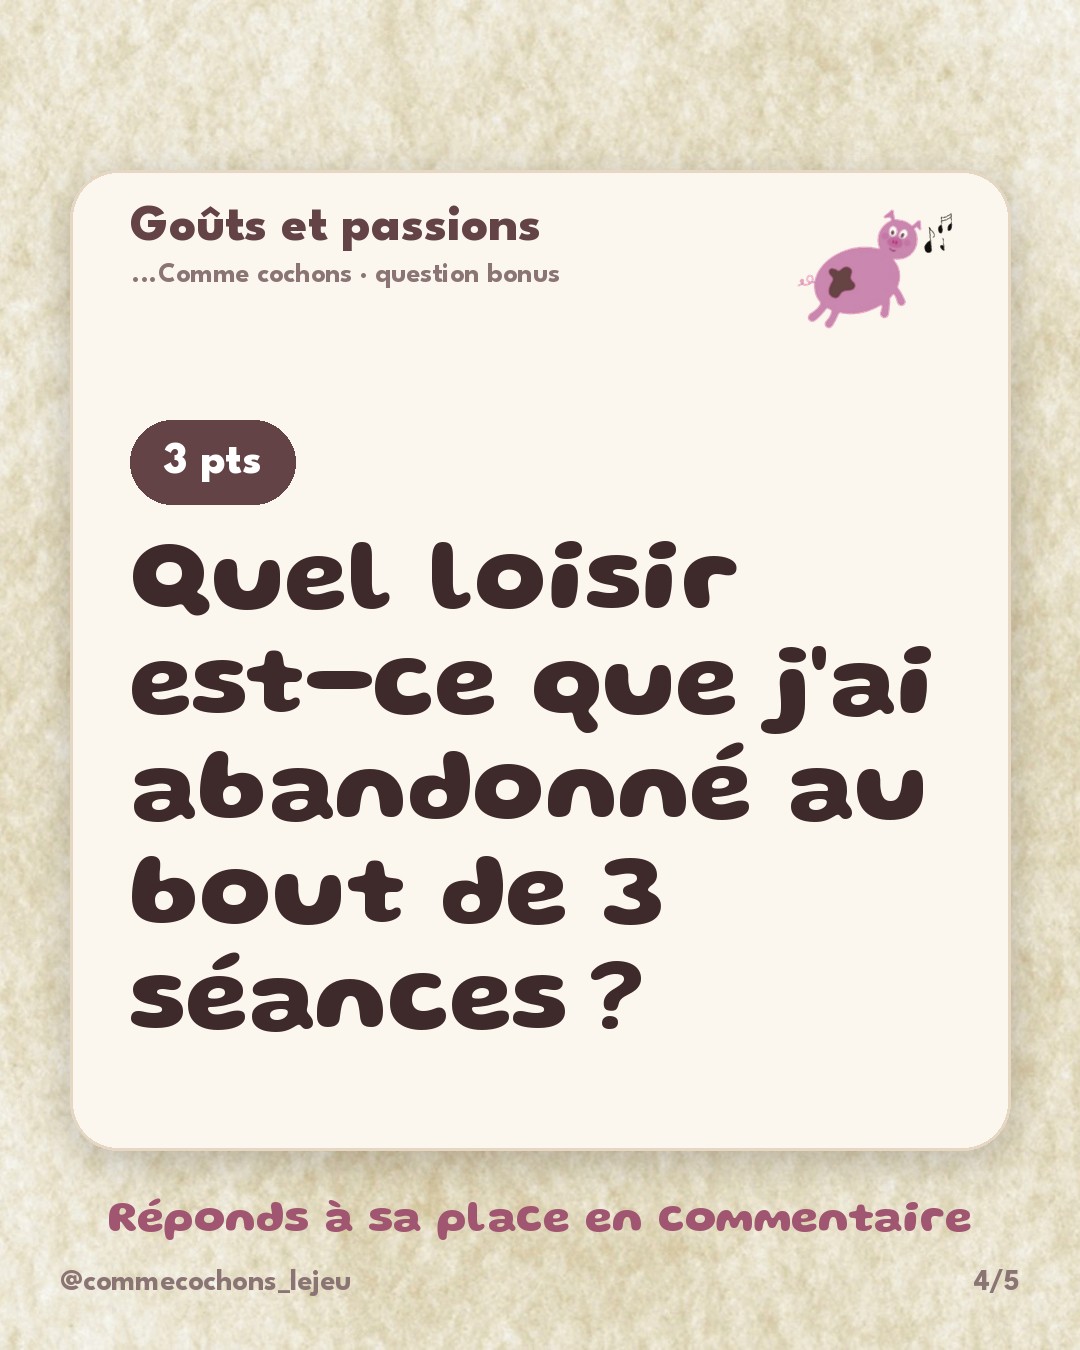 Goûts et passions
...Comme cochons · question bonus
3 pts
Quel loisir
est-ce que j'ai
abandonné au
bout de 3
séances ?
Réponds à sa place en commentaire
@commecochons_lejeu
4/5